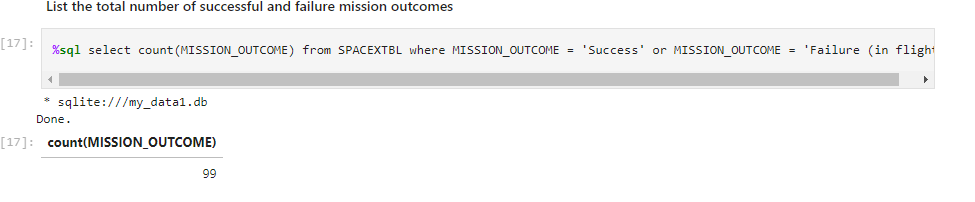 List the total number of successful and failure mission outcomes
[17]: %sql select count(MISSION_OUTCOME) from SPACEXTBL where MISSION_OUTCOME = 'Success' or MISSION_OUTCOME = 'Failure (in flight
* sqlite:///my_data1.db
Done.
[17]: count(MISSION_OUTCOME)
99